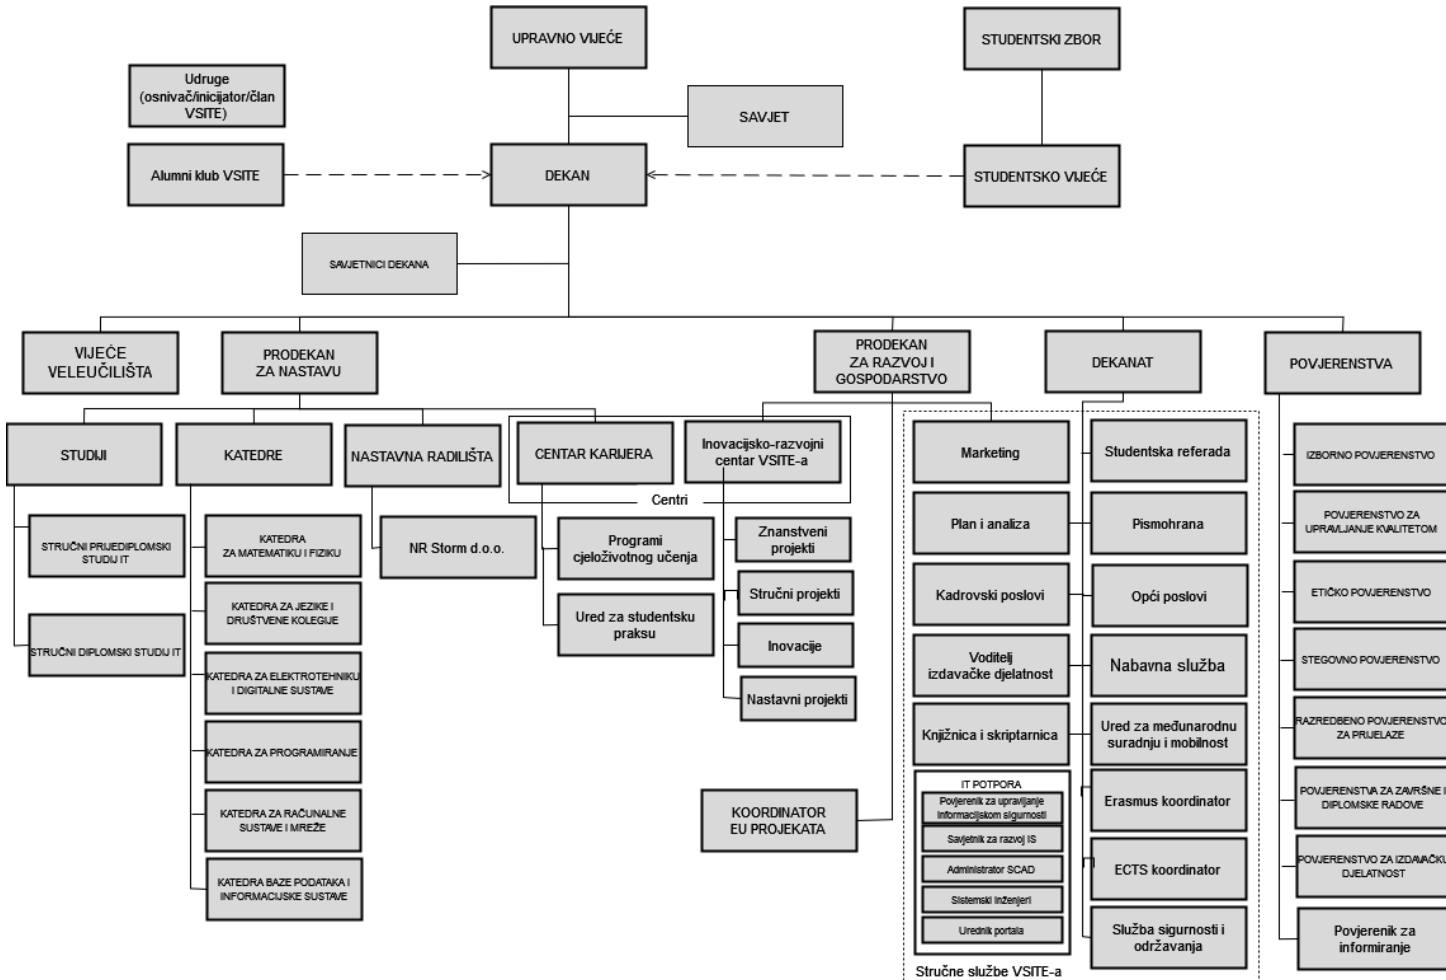 UPRAVNO VIJEĆE
STUDENTSKI ZBOR
Udruge
(osnivač/inicijator/član
VSITE)
SAVJET
Alumni klub VSITE
DEKAN
STUDENTSKO VIJEĆE
SAVJETNICI DEKANA
VIJEĆE
VELEUČILIŠTA
PRODEKAN
ZA NASTAVU
PRODEKAN
ZA RAZVOJ I
GOSPODARSTVO
DEKANAT
POVJERENSTVA
STUDIJI
KATEDRE
NASTAVNA RADILIŠTA
CENTAR KARIJERA
Inovacijsko-razvojni
centar VSITE-a
Centri
STRUČNI PRIJEDIPLOMSKI
STUDIJ IT
STRUČNI DIPLOMSKI STUDIJ IT
KATEDRA
ZA MATEMATIKU I FIZIKU
KATEDRA ZA JEZIKE I
DRUŠTVENE KOLEGIJE
KATEDRA ZA ELEKTROTEHNIKU
I DIGITALNE SUSTAVE
KATEDRA ZA PROGRAMIRANJE
KATEDRA ZA RAČUNALNE
SUSTAVE I MREŽE
KATEDRA BAZE PODATAKA I
INFORMACIJSKE SUSTAVE
NR Storm d.o.o.
Programi
cjeloživotnog učenja
Ured za studentsku
praksu
Znanstveni
projekti
Stručni projekti
Inovacije
Nastavni projekti
KOORDINATOR
EU PROJEKATA
Marketing
Plan i analiza
Kadrovski poslovi
Voditelj
izdavačke djelatnost
Knjižnica i skriptarnica
IT POTPORA
Povjerenik za upravljanje
informacijskom sigurnosti
Savjetnik za razvoj IS
Administrator SCAD
Sistemski inženjeri
Urednik portala
Stručne službe VSITE-a
Studentska referada
Pismohrana
Opći poslovi
Nabavna služba
Ured za međunarodnu
suradnju i mobilnost
Erasmus koordinator
ECTS koordinator
Služba sigurnosti i
održavanja
IZBORNO POVJERENSTVO
POVJERENSTVO ZA
UPRAVLJANJE KVALITETOM
ETIČKO POVJERENSTVO
STEGOVNO POVJERENSTVO
RAZREDBENO POVJERENSTVO
ZA PRIJELAZE
POVJERENSTVA ZA ZAVRŠNE I
DIPLOMSKE RADOVE
POVJERENSTVO ZA IZDAVAČKU
DJELATNOST
Povjerenik za
informiranje